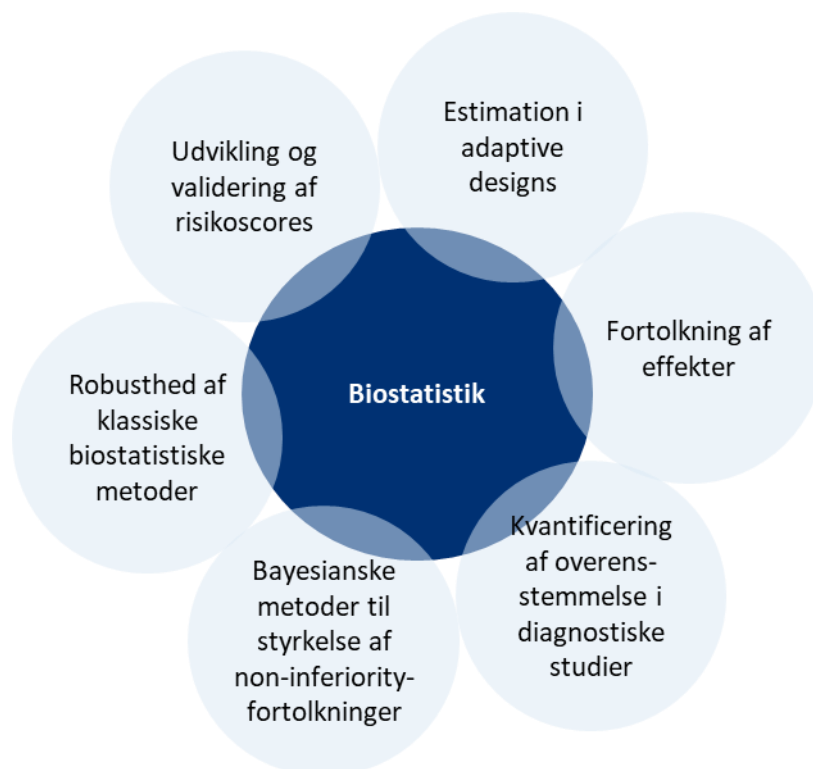 Estimation i
adaptive
designs
Udvikling og
validering af
risikoscores
Fortolkning af
effekter
Biostatistik
Robusthed af
klassiske
biostatistiske
metoder
Kvantificering
af overens-
stemmelse i
diagnostiske
studier
Bayesianske
metoder til
styrkelse af
non-inferiority-
fortolkninger